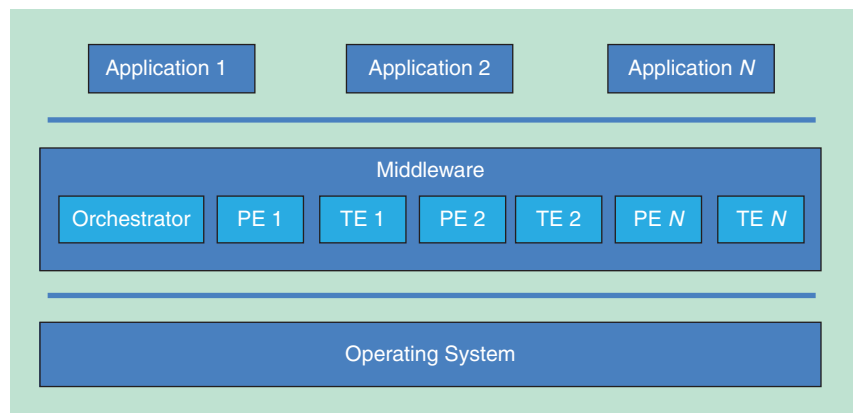 Application 1
Application 2
Application N
Middleware
Orchestrator
PE 1
TE 1
PE 2
TE 2
PE N
TE N
Operating System